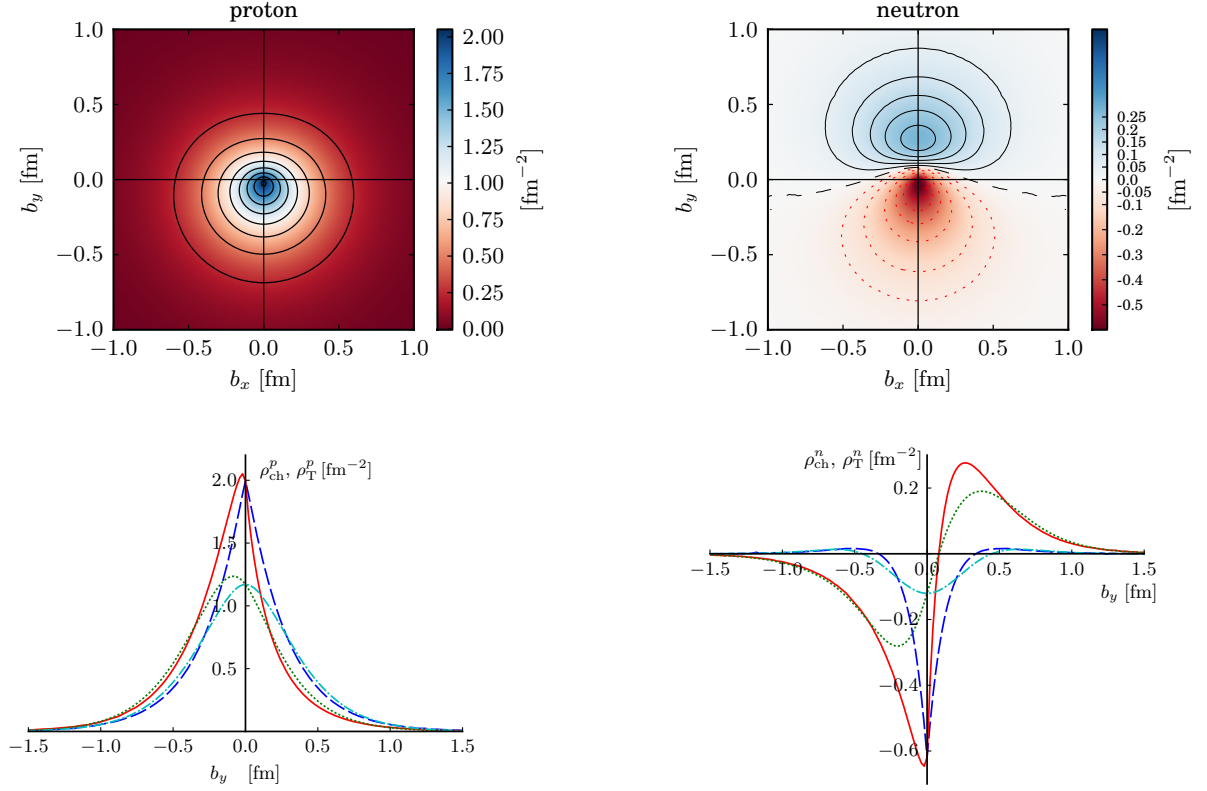 proton
1.0
0.5
0.0
−0.5
−1.0
b_y [fm]
−1.0 −0.5 0.0 0.5 1.0
b_x [fm]
2.00
1.75
1.50
1.25
1.00
0.75
0.50
0.25
0.00
[fm⁻²]
neutron
1.0
0.5
0.0
−0.5
−1.0
b_y [fm]
−1.0 −0.5 0.0 0.5 1.0
b_x [fm]
0.25
0.20
0.15
0.1
0.05
0.0
-0.05
-0.1
-0.2
-0.3
-0.4
-0.5
[fm⁻²]
ρ^p_ch, ρ^p_T [fm⁻²]
2.0
1.5
1.0
0.5
−1.5 −1.0 −0.5 0.0 0.5 1.0 1.5
b_y [fm]
ρ^n_ch, ρ^n_T [fm⁻²]
0.2
−1.5 −1.0 −0.5 0.0 0.5 1.0 1.5
b_y [fm]
−0.2
−0.4
−0.6